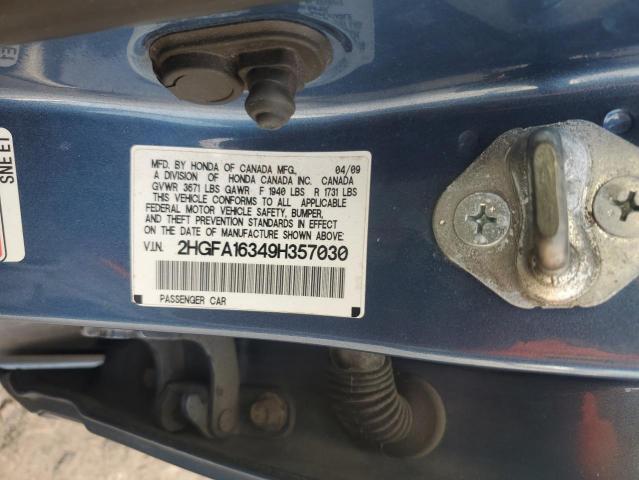 MFD. BY HONDA OF CANADA MFG., 04/09
A DIVISION OF HONDA CANADA INC. CANADA
GVWR 3671 LBS GAWR F 1940 LBS R 1731 LBS
THIS VEHICLE CONFORMS TO ALL APPLICABLE
FEDERAL MOTOR VEHICLE SAFETY, BUMPER,
AND THEFT PREVENTION STANDARDS IN EFFECT
ON THE DATE OF MANUFACTURE SHOWN ABOVE:
V.I.N. 2HGFA16349H357030
PASSENGER CAR